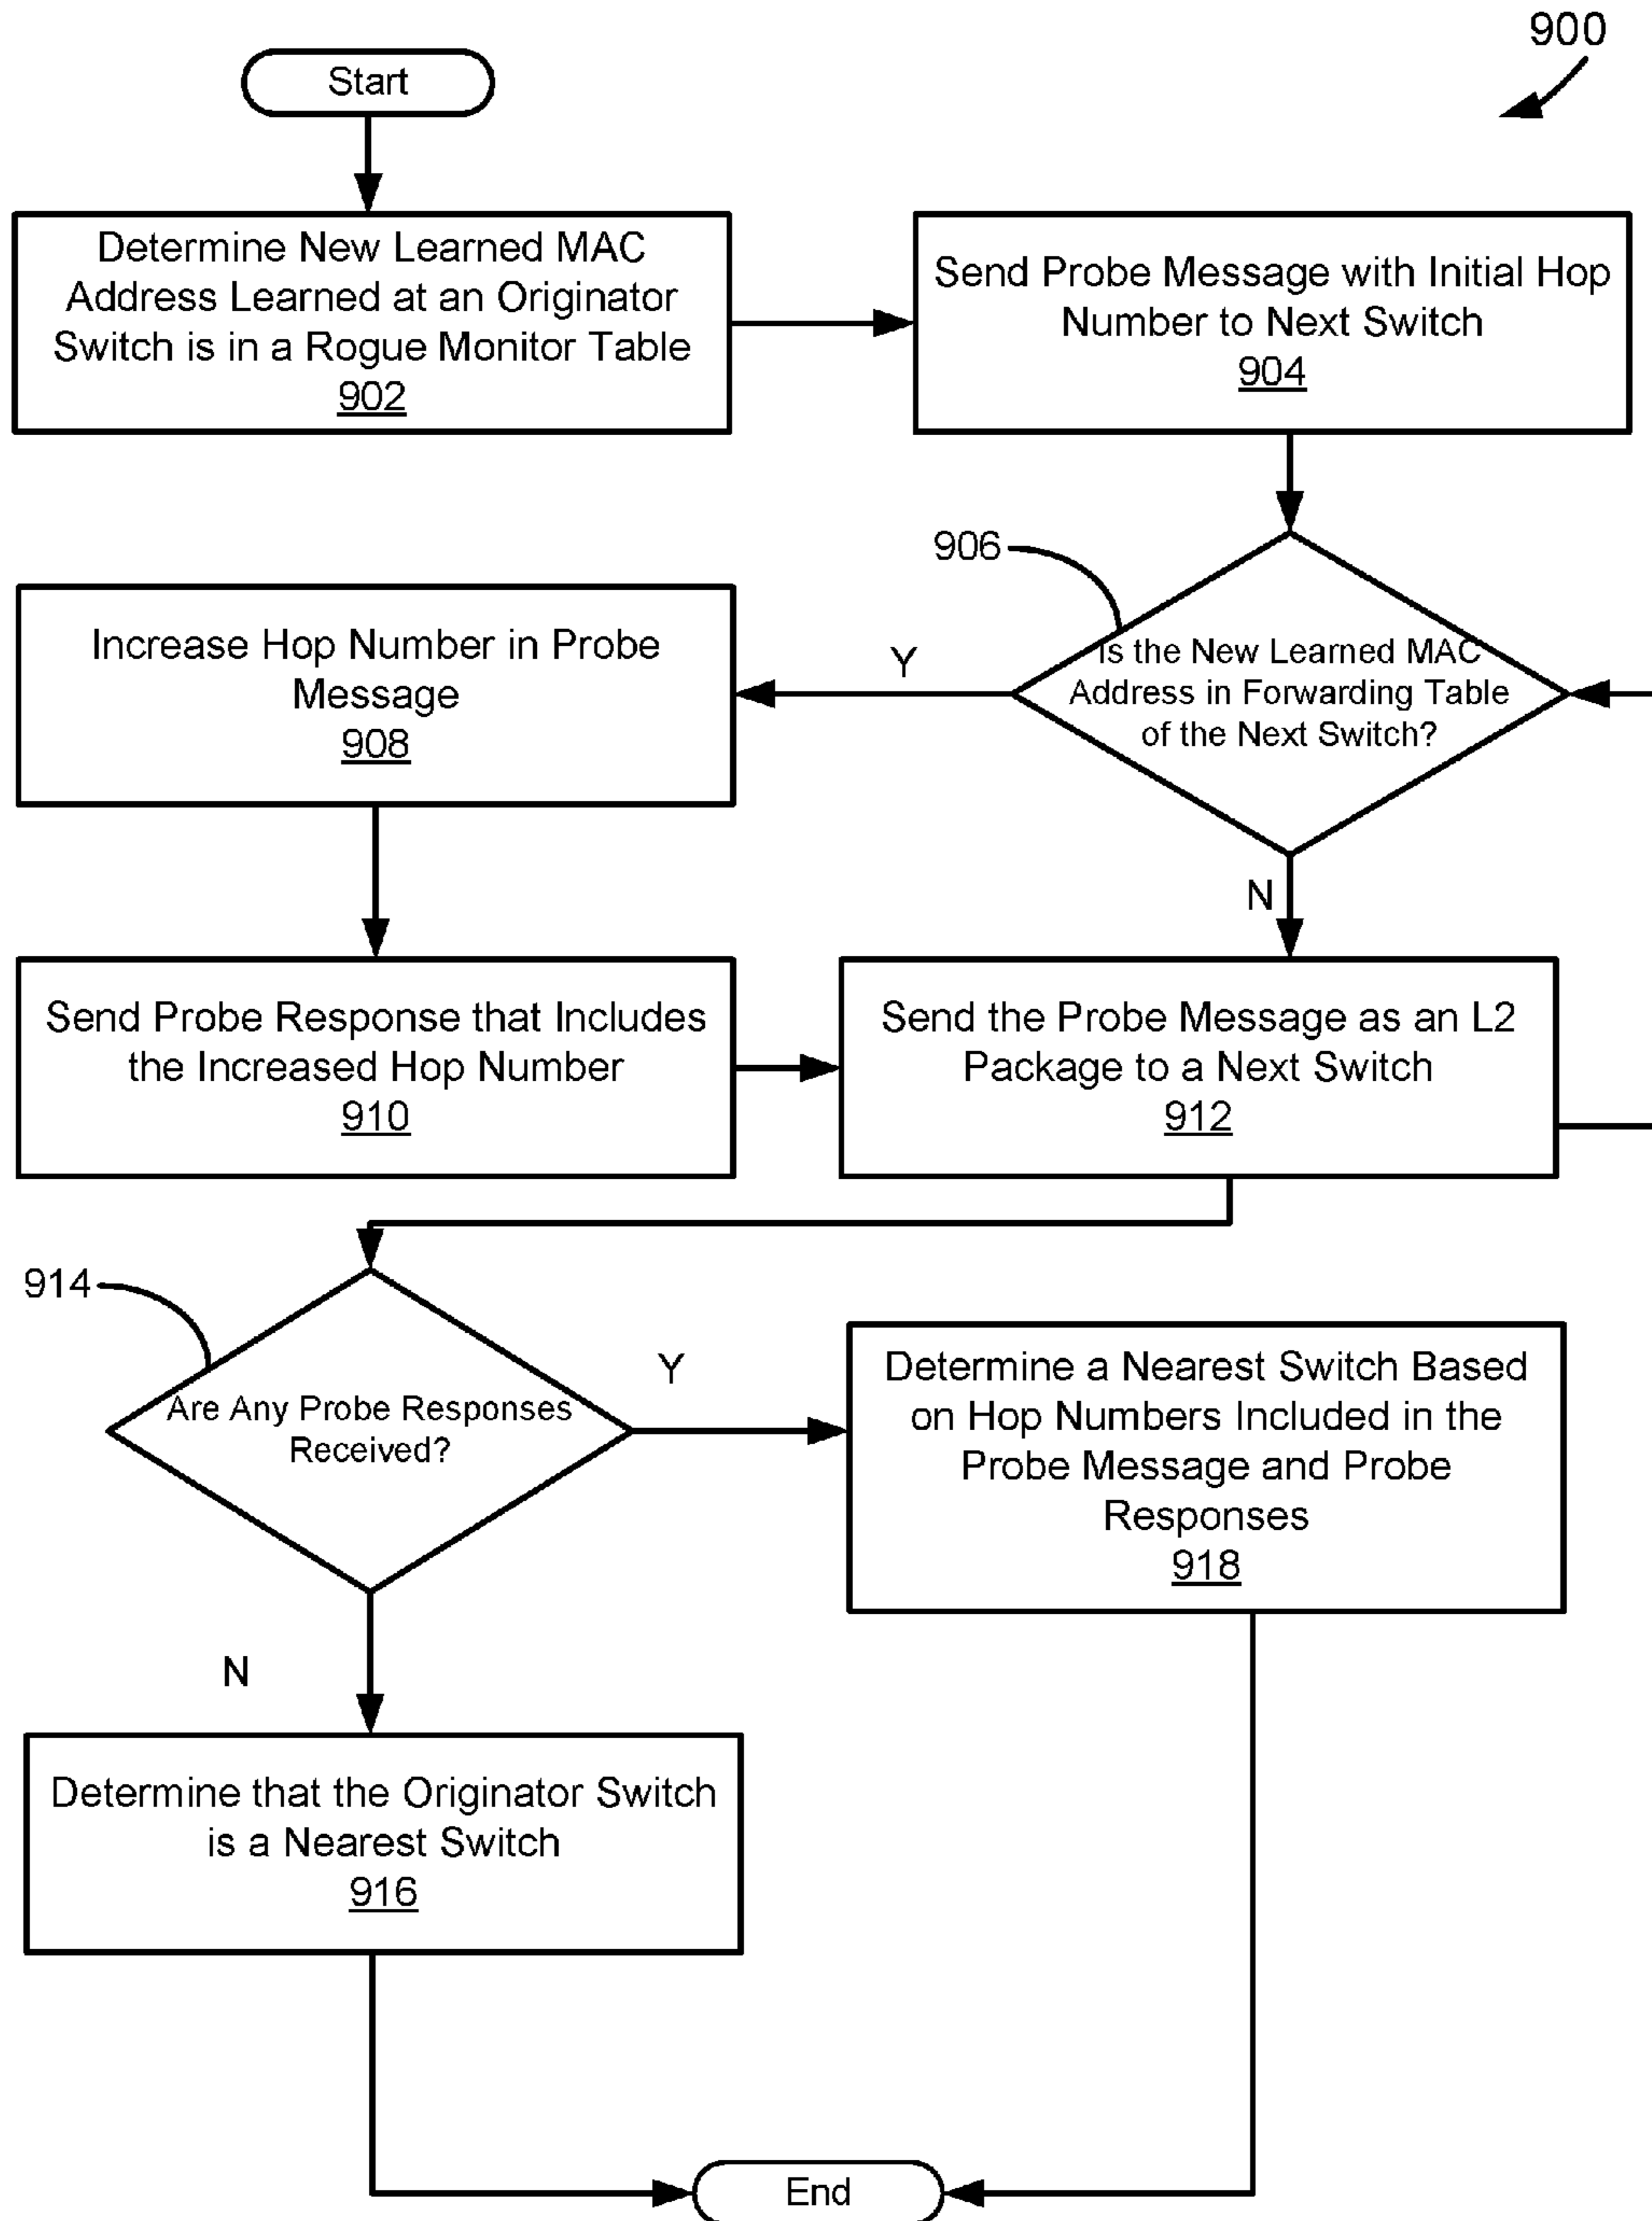 900
Start
Determine New Learned MAC
Address Learned at an Originator
Switch is in a Rogue Monitor Table
902
Send Probe Message with Initial Hop
Number to Next Switch
904
906
Is the New Learned MAC
Address in Forwarding Table
of the Next Switch?
Y
Increase Hop Number in Probe
Message
908
N
Send Probe Response that Includes
the Increased Hop Number
910
Send the Probe Message as an L2
Package to a Next Switch
912
914
Are Any Probe Responses
Received?
Y
Determine a Nearest Switch Based
on Hop Numbers Included in the
Probe Message and Probe
Responses
918
N
Determine that the Originator Switch
is a Nearest Switch
916
End